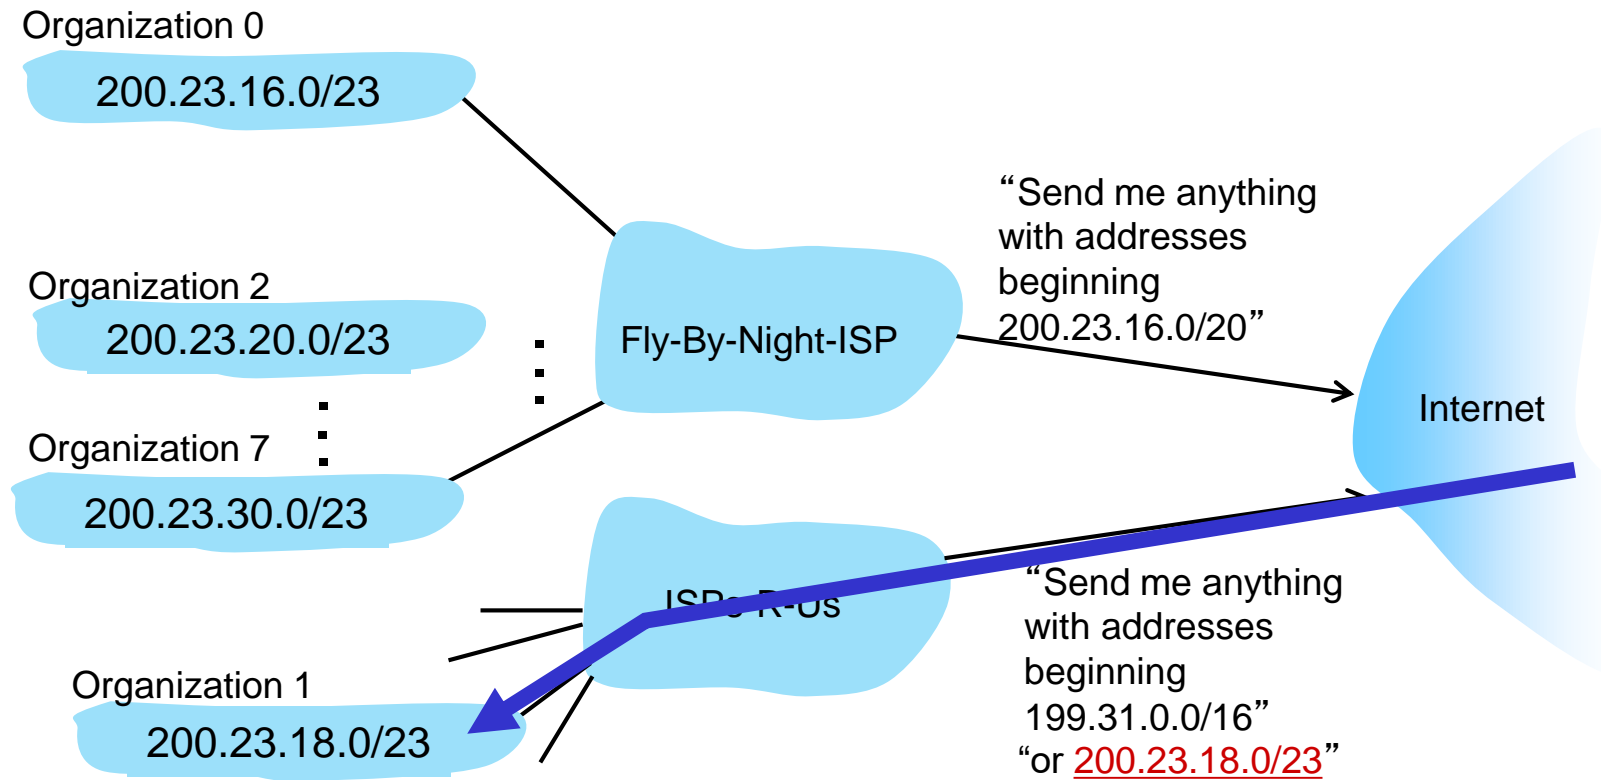 Organization 0
200.23.16.0/23
Organization 2
200.23.20.0/23
Organization 7
200.23.30.0/23
Fly-By-Night-ISP
“Send me anything
with addresses
beginning
200.23.16.0/20”
Internet
ISPs-R-Us
“Send me anything
with addresses
beginning
199.31.0.0/16”
“or 200.23.18.0/23”
Organization 1
200.23.18.0/23